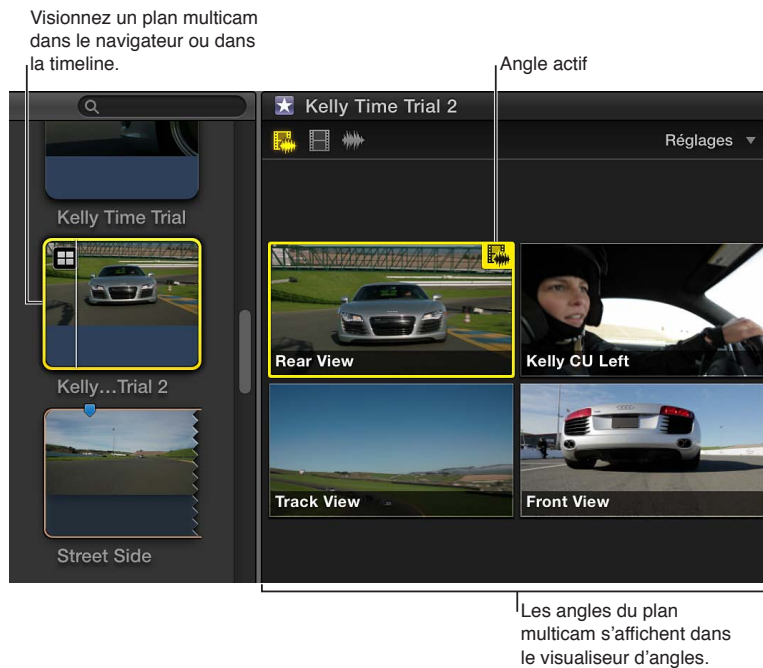 Visionnez un plan multicam
dans le navigateur ou dans
la timeline.
Angle actif
Kelly Time Trial 2
Réglages
Kelly Time Trial
Kelly...Trial 2
Street Side
Rear View
Kelly CU Left
Track View
Front View
Les angles du plan
multicam s’affichent dans
le visualiseur d’angles.